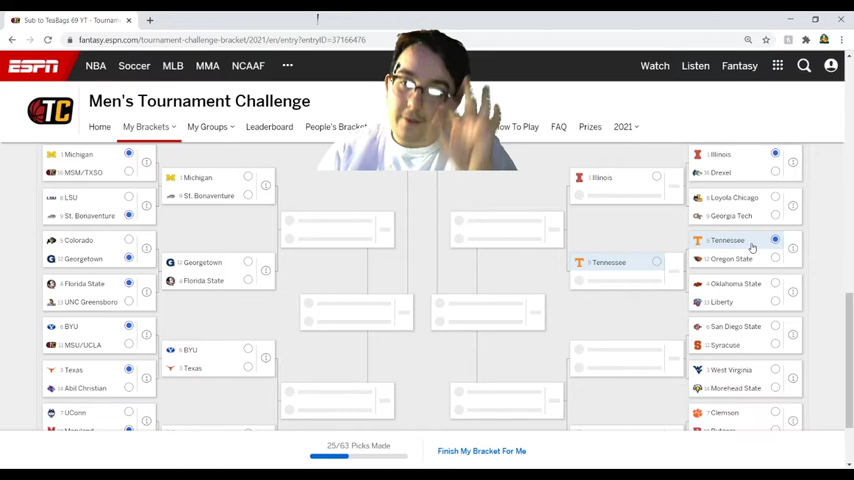 Sub to TeaBags 69 YT - Tournam
fantasy.espn.com/tournament-challenge-bracket/2021/en/entry?entryID=37166476
ESPN
NBA
Soccer
MLB
MMA
NCAAF
Watch
Listen
Fantasy
TC
Men's Tournament Challenge
Home
My Brackets
My Groups
Leaderboard
People's Bracket
How To Play
FAQ
Prizes
2021
1 Michigan
16 MSM/TXSO
8 LSU
9 St. Bonaventure
5 Colorado
12 Georgetown
4 Florida State
13 UNC Greensboro
6 BYU
11 MSU/UCLA
3 Texas
14 Abil Christian
7 UConn
Maryland
1 Michigan
9 St. Bonaventure
12 Georgetown
4 Florida State
6 BYU
3 Texas
1 Illinois
5 Tennessee
1 Illinois
16 Drexel
8 Loyola Chicago
9 Georgia Tech
5 Tennessee
12 Oregon State
4 Oklahoma State
13 Liberty
6 San Diego State
11 Syracuse
3 West Virginia
14 Morehead State
7 Clemson
25/63 Picks Made
Finish My Bracket For Me